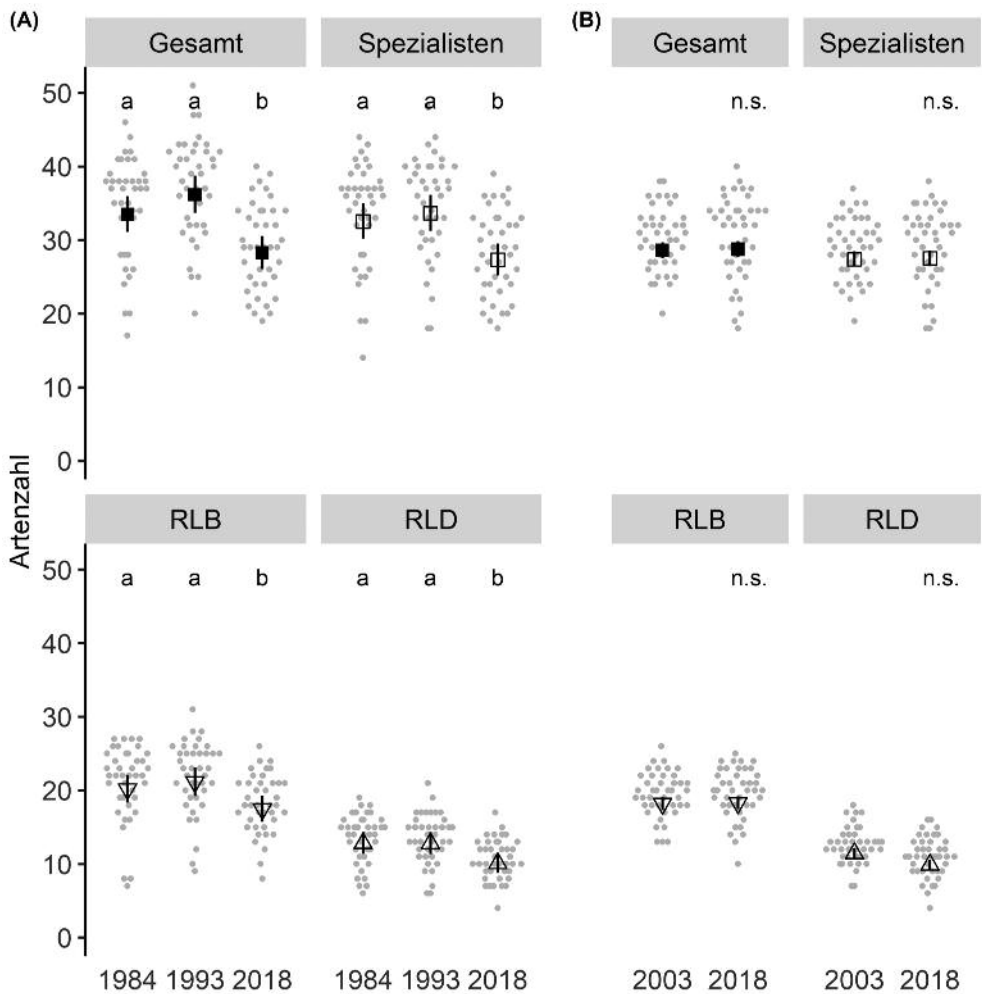 (A)
(B)
Gesamt Spezialisten Gesamt Spezialisten
a a b a a b n.s. n.s.
50
40
30
20
10
0
Artenzahl
RLB RLD RLB RLD
a a b a a b n.s. n.s.
50
40
30
20
10
0
1984 1993 2018 1984 1993 2018 2003 2018 2003 2018